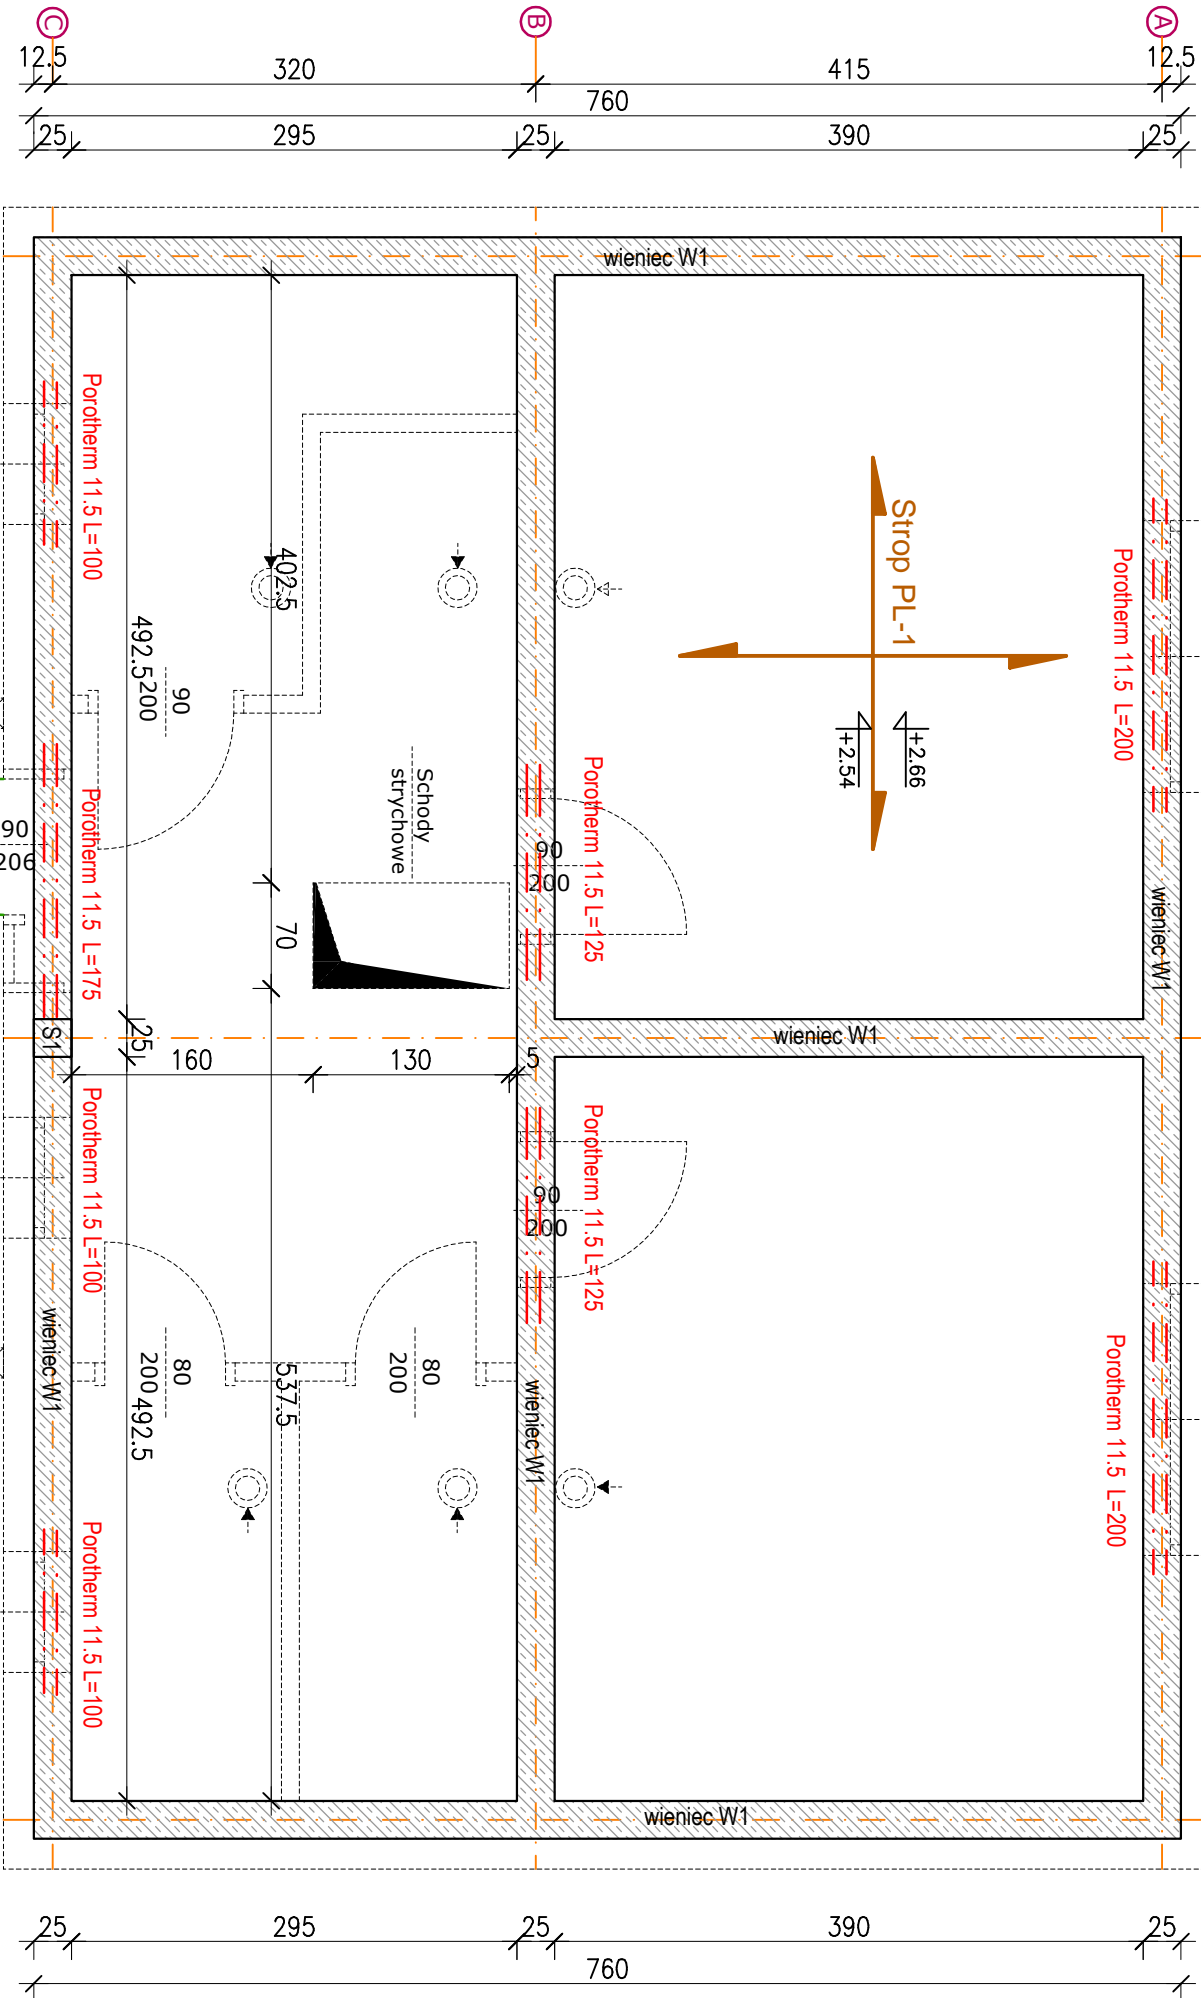 C
B
A
12.5
320
415
12.5
760
25
295
25
390
25
wieniec W1
Porotherm 11.5 L=100
Strop PL-1
Porotherm 11.5 L=200
402.5
492.5
90
200
+2.54
+2.66
Schody
strychowe
Porotherm 11.5 L=125
90
200
90
206
Porotherm 11.5 L=175
70
wieniec W1
S1
25
wieniec W1
160
130
5
Porotherm 11.5 L=100
Porotherm 11.5 L=125
90
200
wieniec W1
80
200
492.5
537.5
80
200
wieniec W1
Porotherm 11.5 L=200
Porotherm 11.5 L=100
wieniec W1
25
295
25
390
25
760